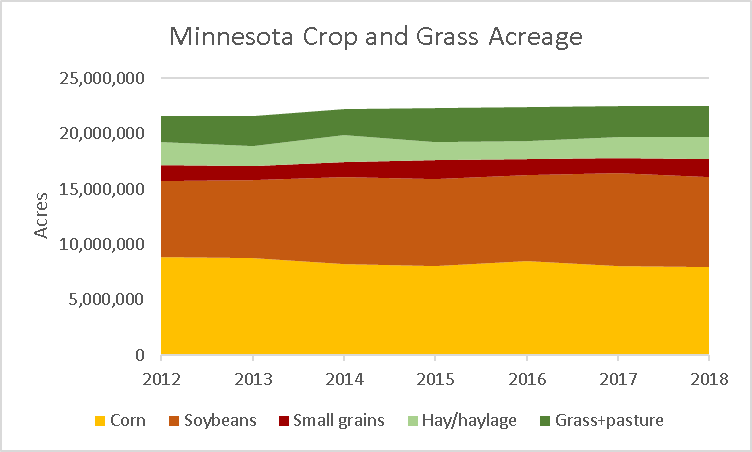 Minnesota Crop and Grass Acreage
25,000,000
20,000,000
15,000,000
10,000,000
5,000,000
0
Acres
2012 2013 2014 2015 2016 2017 2018
Corn Soybeans Small grains Hay/haylage Grass+pasture